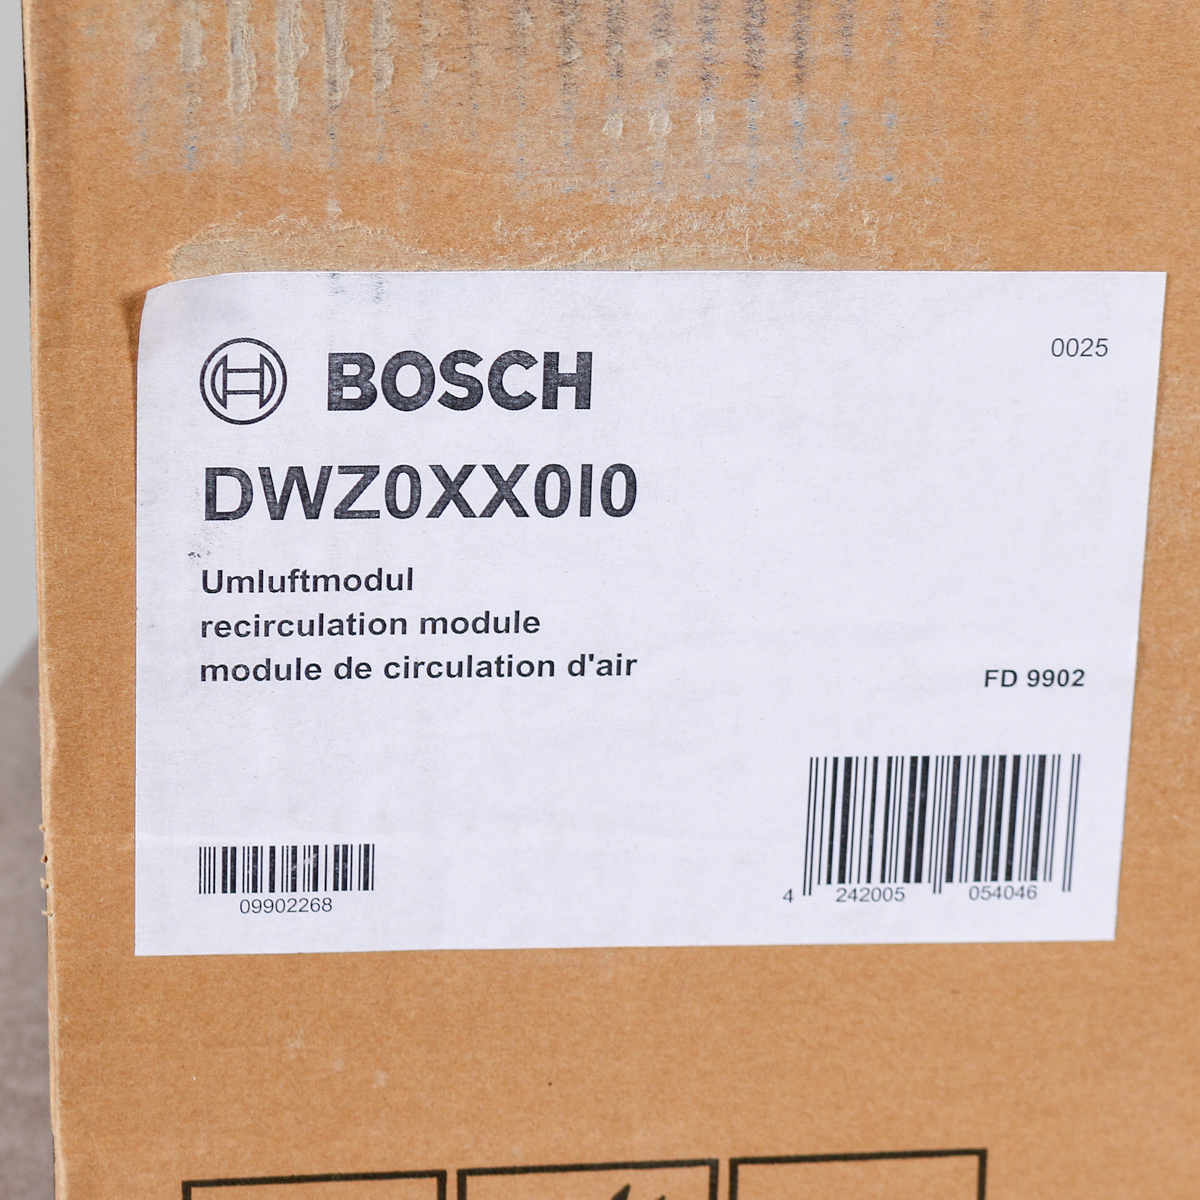 BOSCH
0025
DWZ0XX0I0
Umluftmodul
recirculation module
module de circulation d'air
FD 9902
09902268
4 242005 054046